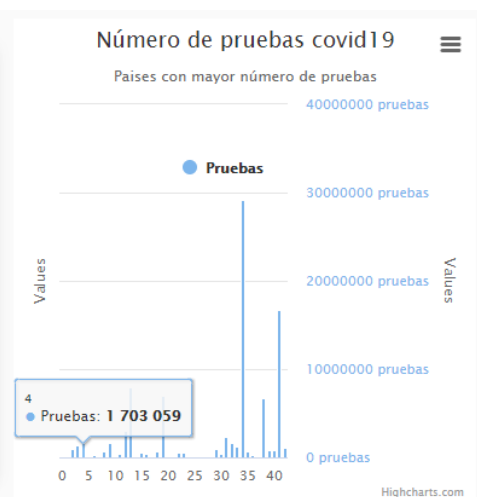 Número de pruebas covid19
Paises con mayor número de pruebas
40000000 pruebas
Pruebas
30000000 pruebas
Values
Values
20000000 pruebas
10000000 pruebas
4
Pruebas: 1 703 059
0 pruebas
0 5 10 15 20 25 30 35 40
Highcharts.com